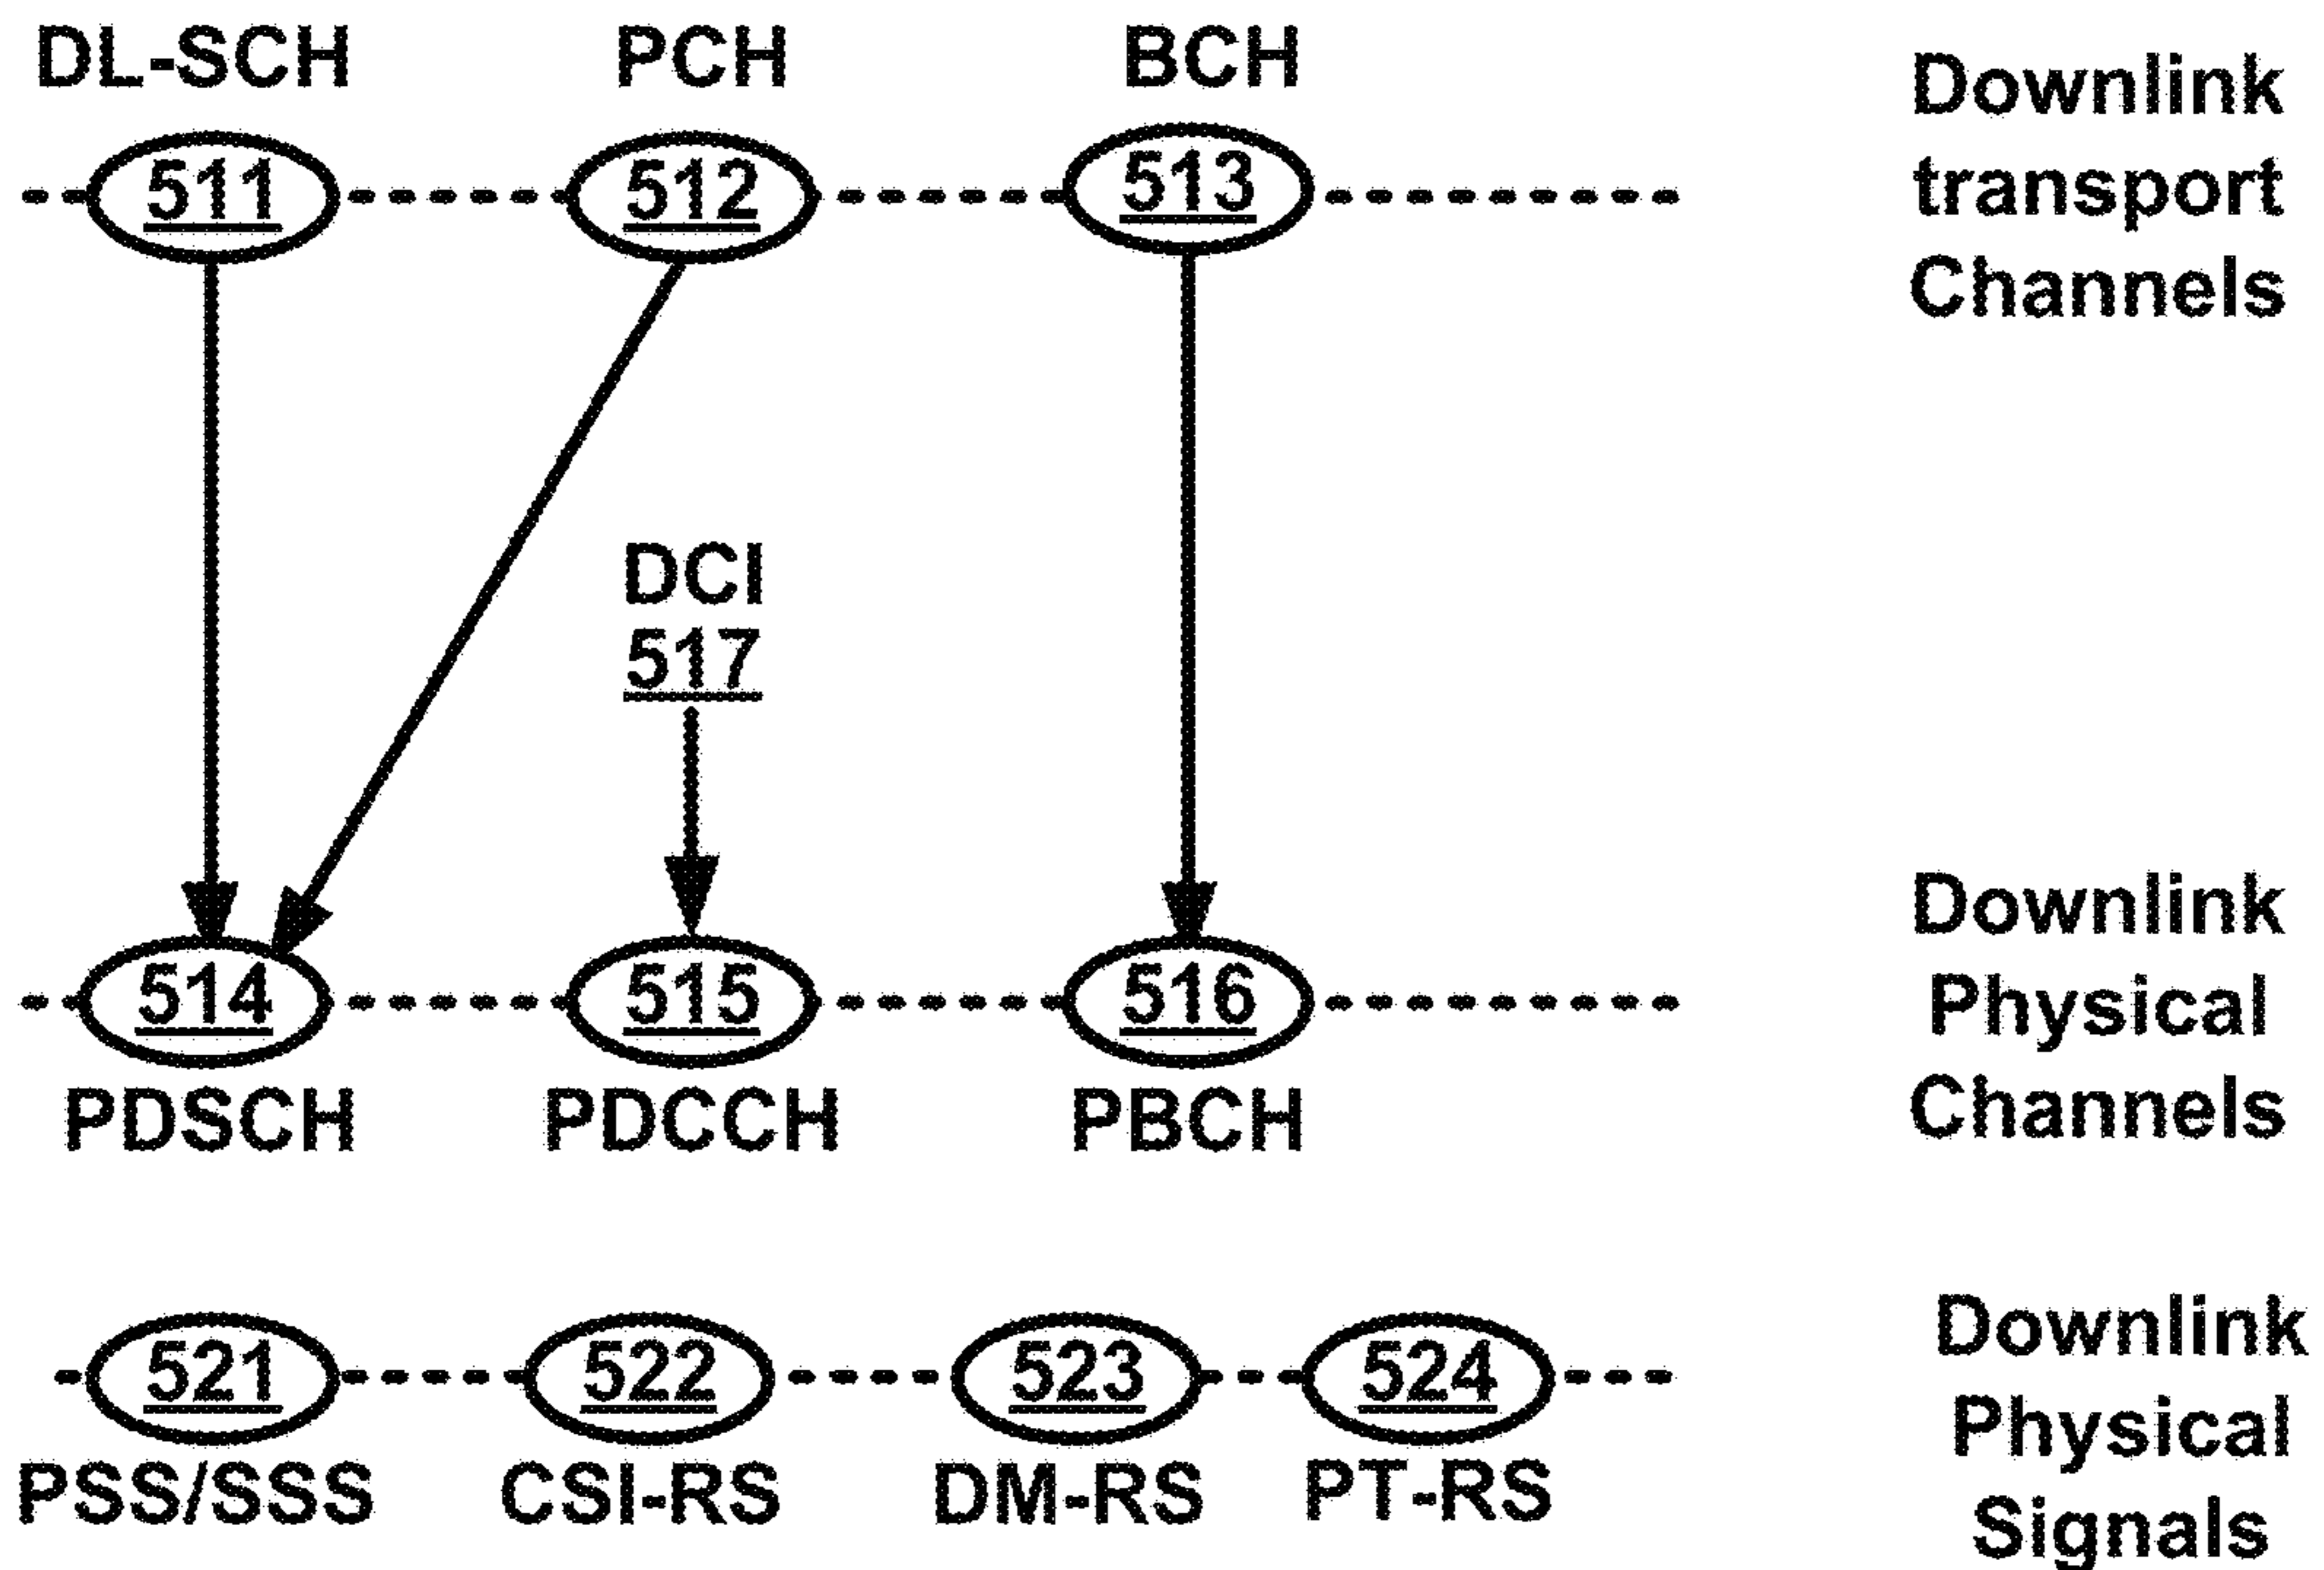 DL-SCH
PCH
BCH
511
512
513
Downlink
transport
Channels
DCI
517
514
515
516
PDSCH
PDCCH
PBCH
Downlink
Physical
Channels
521
522
523
524
PSS/SSS
CSI-RS
DM-RS
PT-RS
Downlink
Physical
Signals